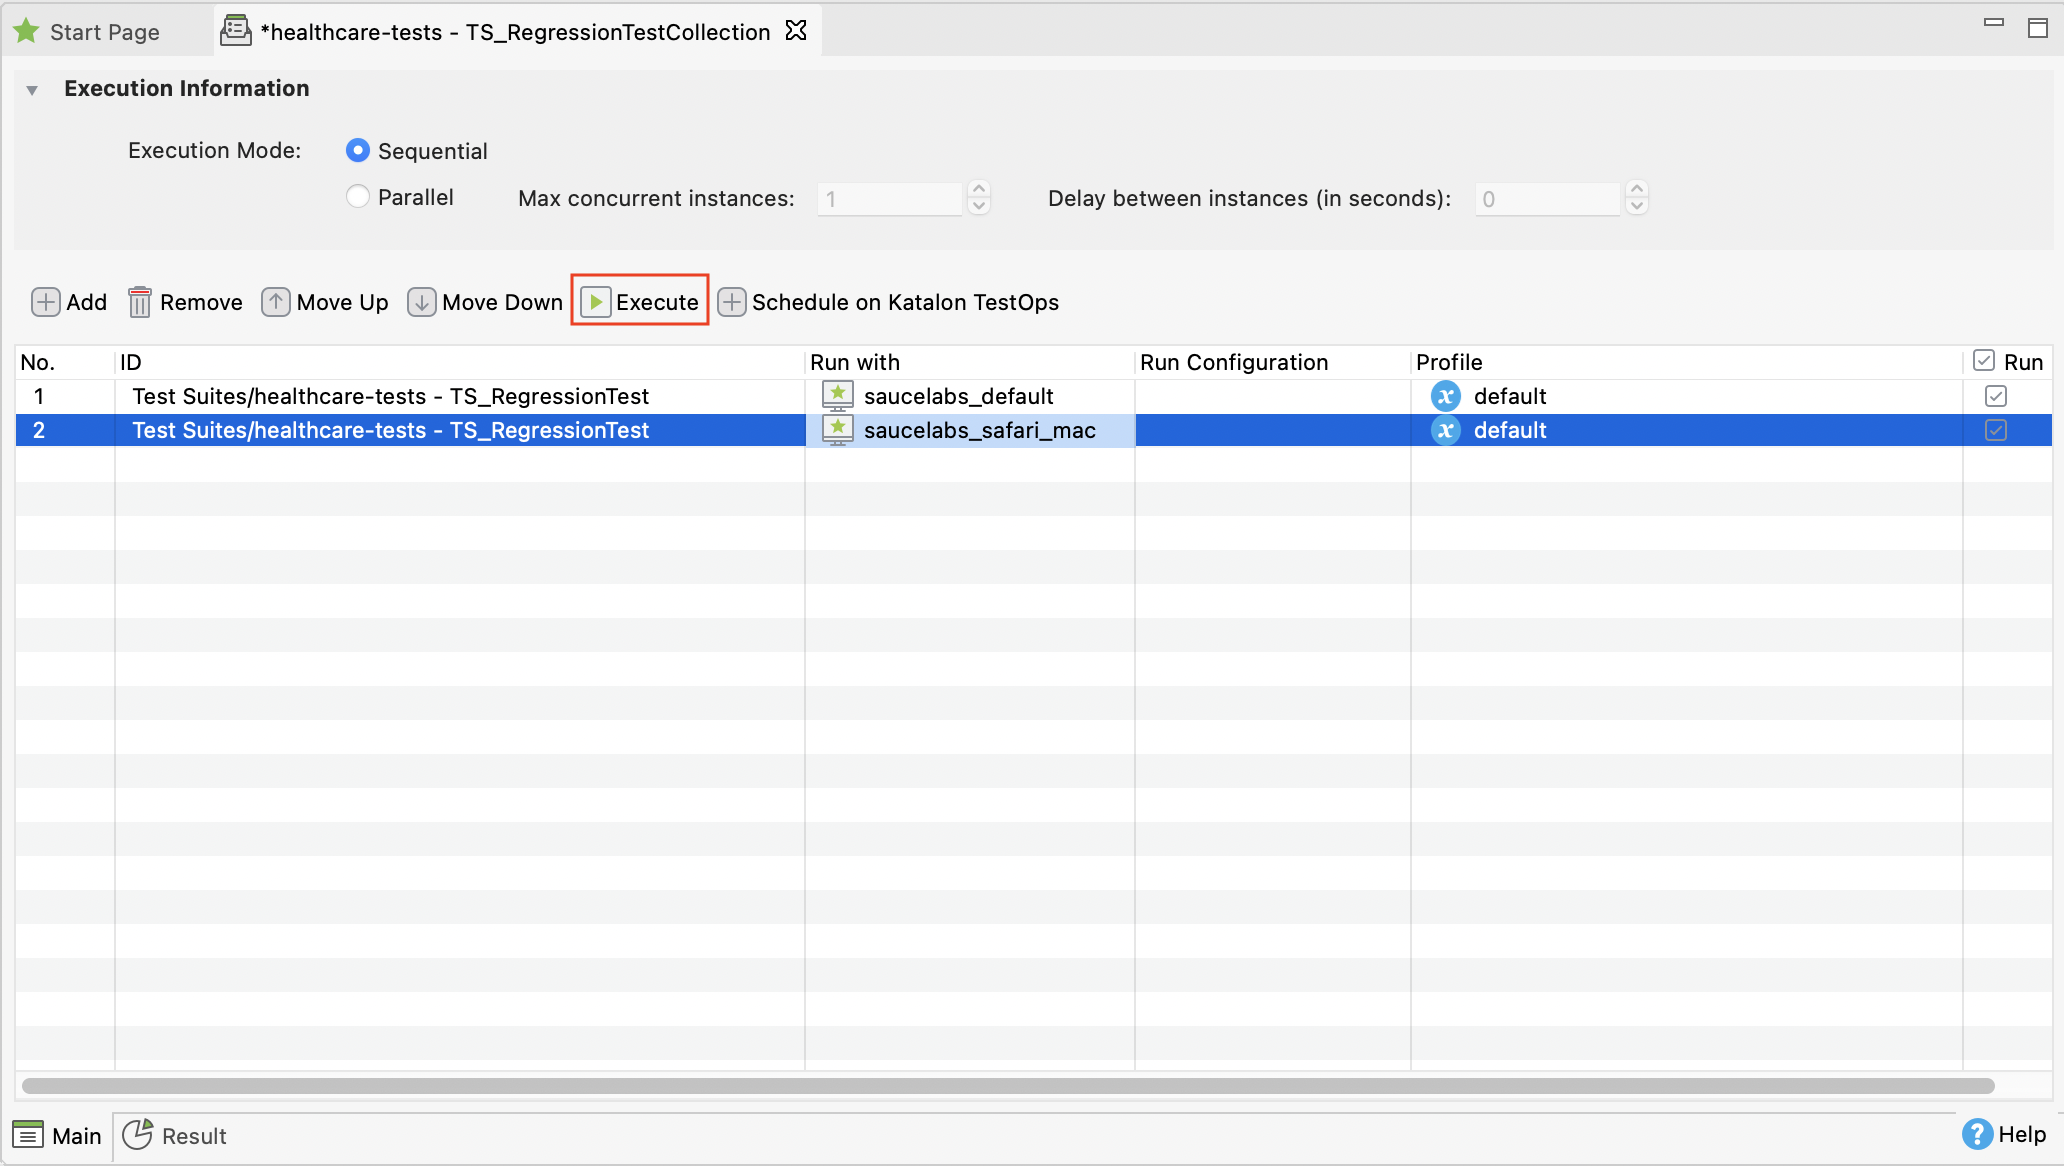 Start Page
*healthcare-tests - TS_RegressionTestCollection
Execution Information
Execution Mode: Sequential
Parallel Max concurrent instances: 1 Delay between instances (in seconds): 0
Add Remove Move Up Move Down Execute Schedule on Katalon TestOps
No. ID Run with Run Configuration Profile Run
1 Test Suites/healthcare-tests - TS_RegressionTest saucelabs_default default
2 Test Suites/healthcare-tests - TS_RegressionTest saucelabs_safari_mac default
Main Result Help